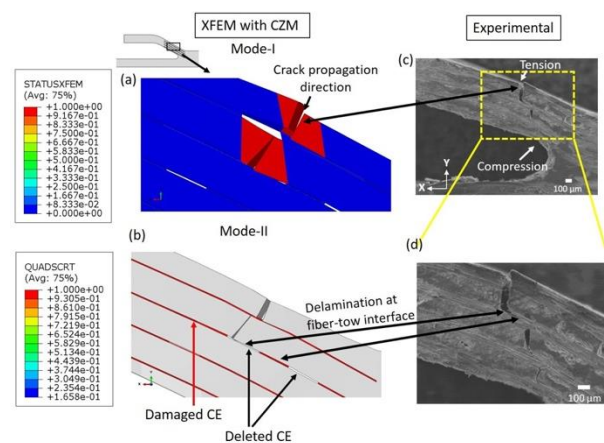 XFEM with CZM
Experimental
Mode-I
(a)
Crack propagation
direction
STATUSXFEM
(Avg: 75%)
+1.000e+00
+9.167e-01
+8.333e-01
+7.500e-01
+6.667e-01
+5.833e-01
+5.000e-01
+4.167e-01
+3.333e-01
+2.500e-01
+1.667e-01
+8.333e-02
+0.000e+00
(c)
Tension
Compression
Y
X
100 µm
Mode-II
(b)
QUADSCRT
(Avg: 75%)
+1.000e+00
+9.305e-01
+8.610e-01
+7.915e-01
+7.219e-01
+6.524e-01
+5.829e-01
+5.134e-01
+4.439e-01
+3.744e-01
+3.049e-01
+2.354e-01
+1.658e-01
Delamination at
fiber-tow interface
Damaged CE
Deleted CE
(d)
100 µm